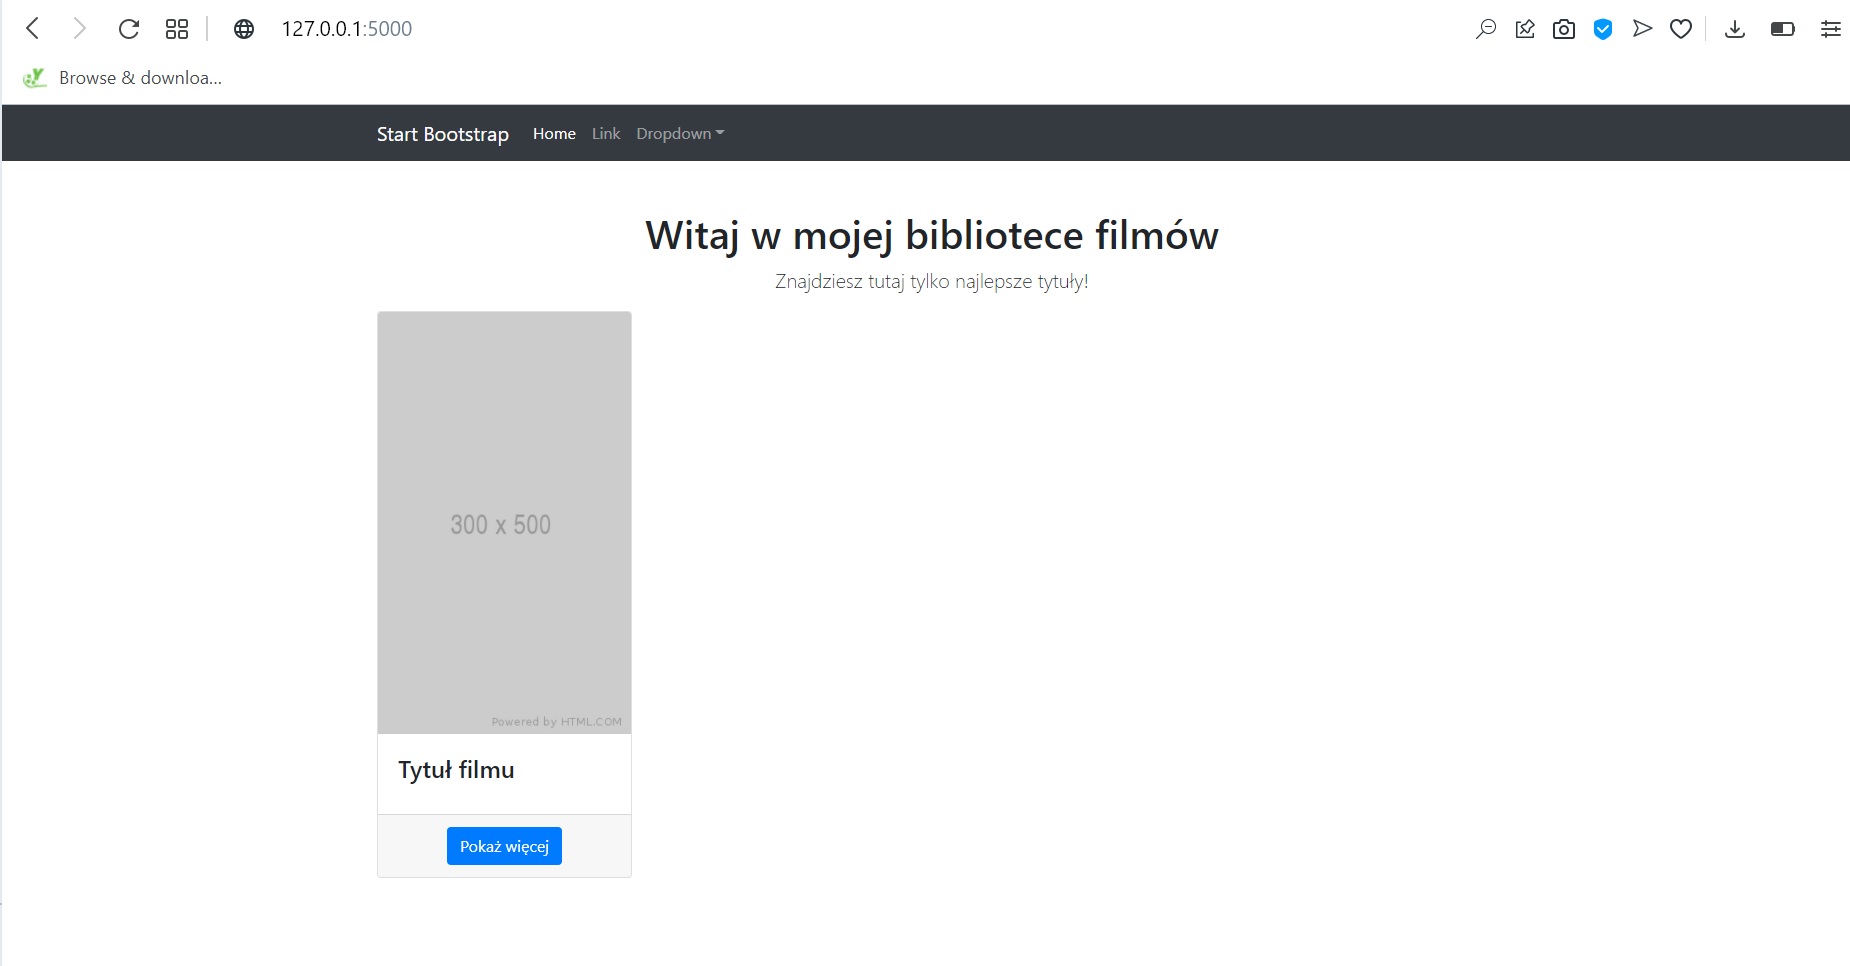 127.0.0.1:5000
Browse & downloa...
Start Bootstrap Home Link Dropdown
Witaj w mojej bibliotece filmów
Znajdziesz tutaj tylko najlepsze tytuły!
300 x 500
Powered by HTML.COM
Tytuł filmu
Pokaż więcej